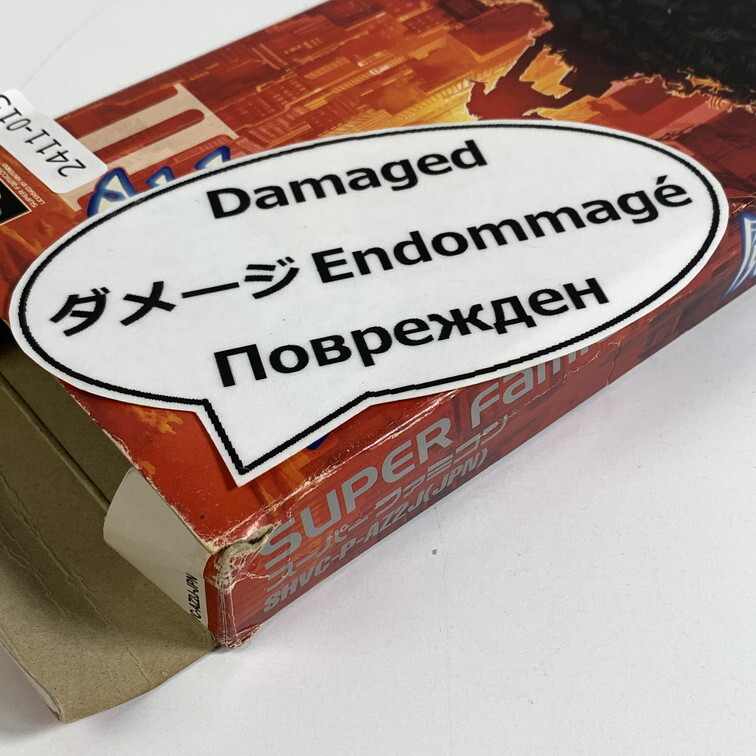 2411-015
Damaged
ダメージ Endommagé
Поврежден
SUPER Fami
スーパーファミコン
SHVC-P-AZ2J(JPN)